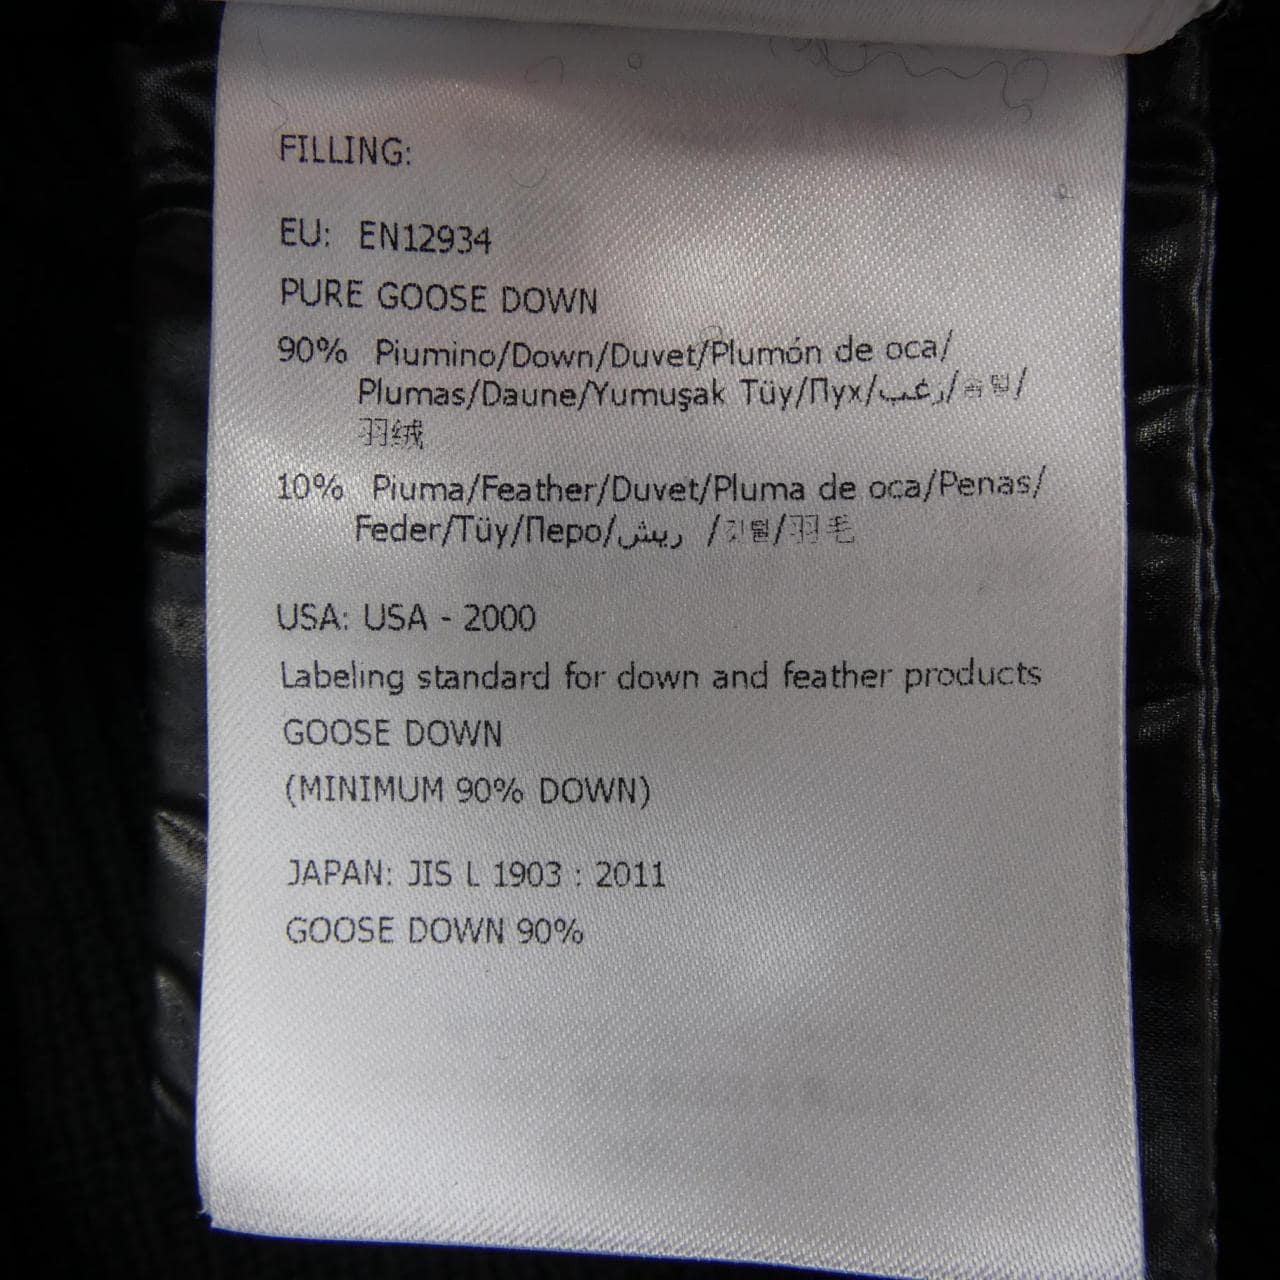 FILLING:
EU: EN12934
PURE GOOSE DOWN
90% Piumino/Down/Duvet/Plumón de oca/
Plumas/Daune/Yumuşak Tüy/Пух/زغب/솜털/
羽绒
10% Piuma/Feather/Duvet/Pluma de oca/Penas/
Feder/Tüy/Перо/ريش /깃털/羽毛
USA: USA - 2000
Labeling standard for down and feather products
GOOSE DOWN
(MINIMUM 90% DOWN)
JAPAN: JIS L 1903 : 2011
GOOSE DOWN 90%